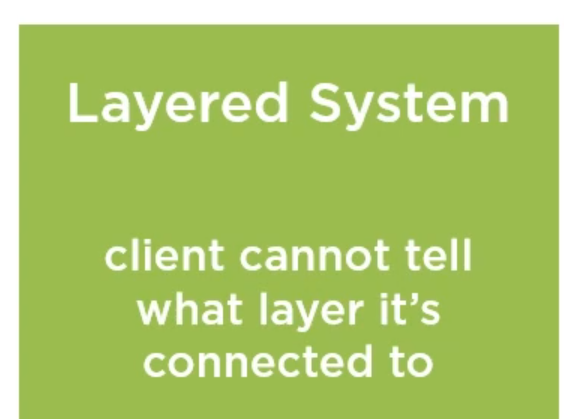 Layered System
client cannot tell
what layer it's
connected to